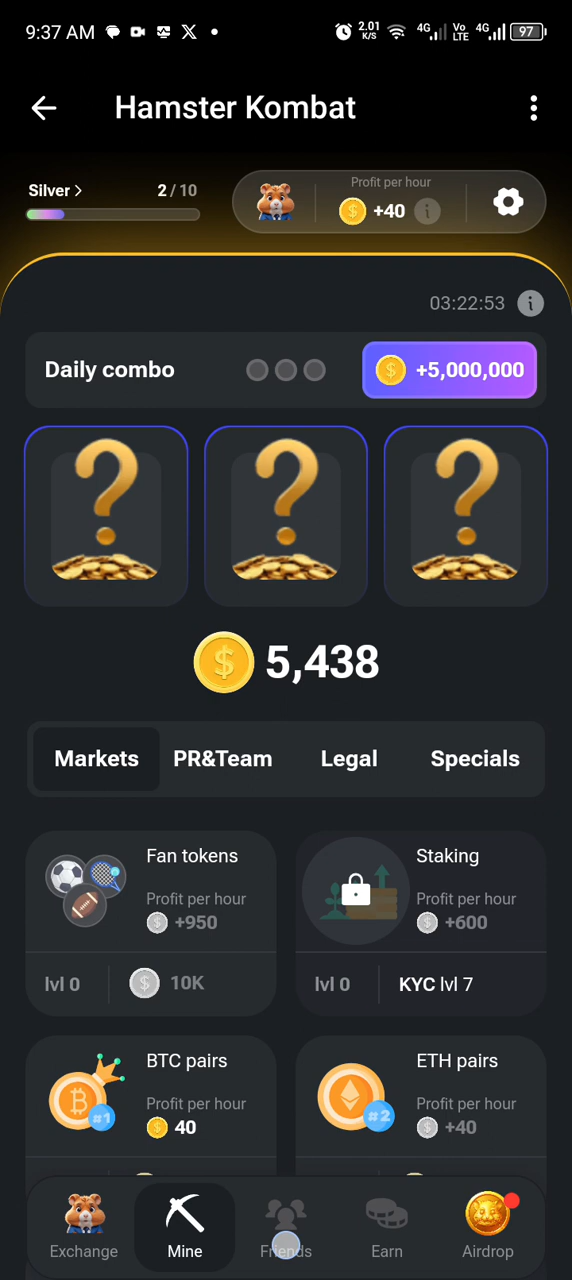 9:37 AM 2.01 K/S 4G Vo LTE 4G 97
Hamster Kombat
Silver 2 / 10
Profit per hour
+40
03:22:53
Daily combo +5,000,000
5,438
Markets PR&Team Legal Specials
Fan tokens
Profit per hour
+950
lvl 0 10K
Staking
Profit per hour
+600
lvl 0 KYC lvl 7
BTC pairs
#1
Profit per hour
40
ETH pairs
#2
Profit per hour
+40
Exchange Mine Friends Earn Airdrop